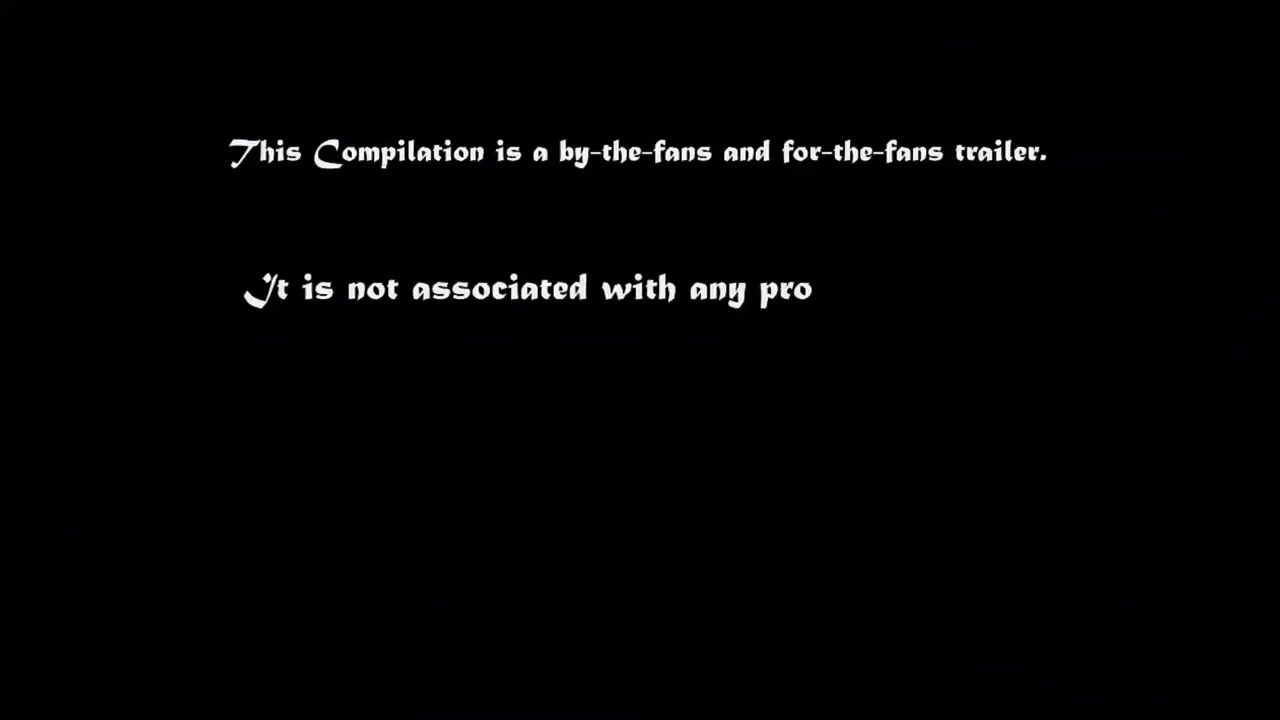 This Compilation is a by-the-fans and for-the-fans trailer.
It is not associated with any pro